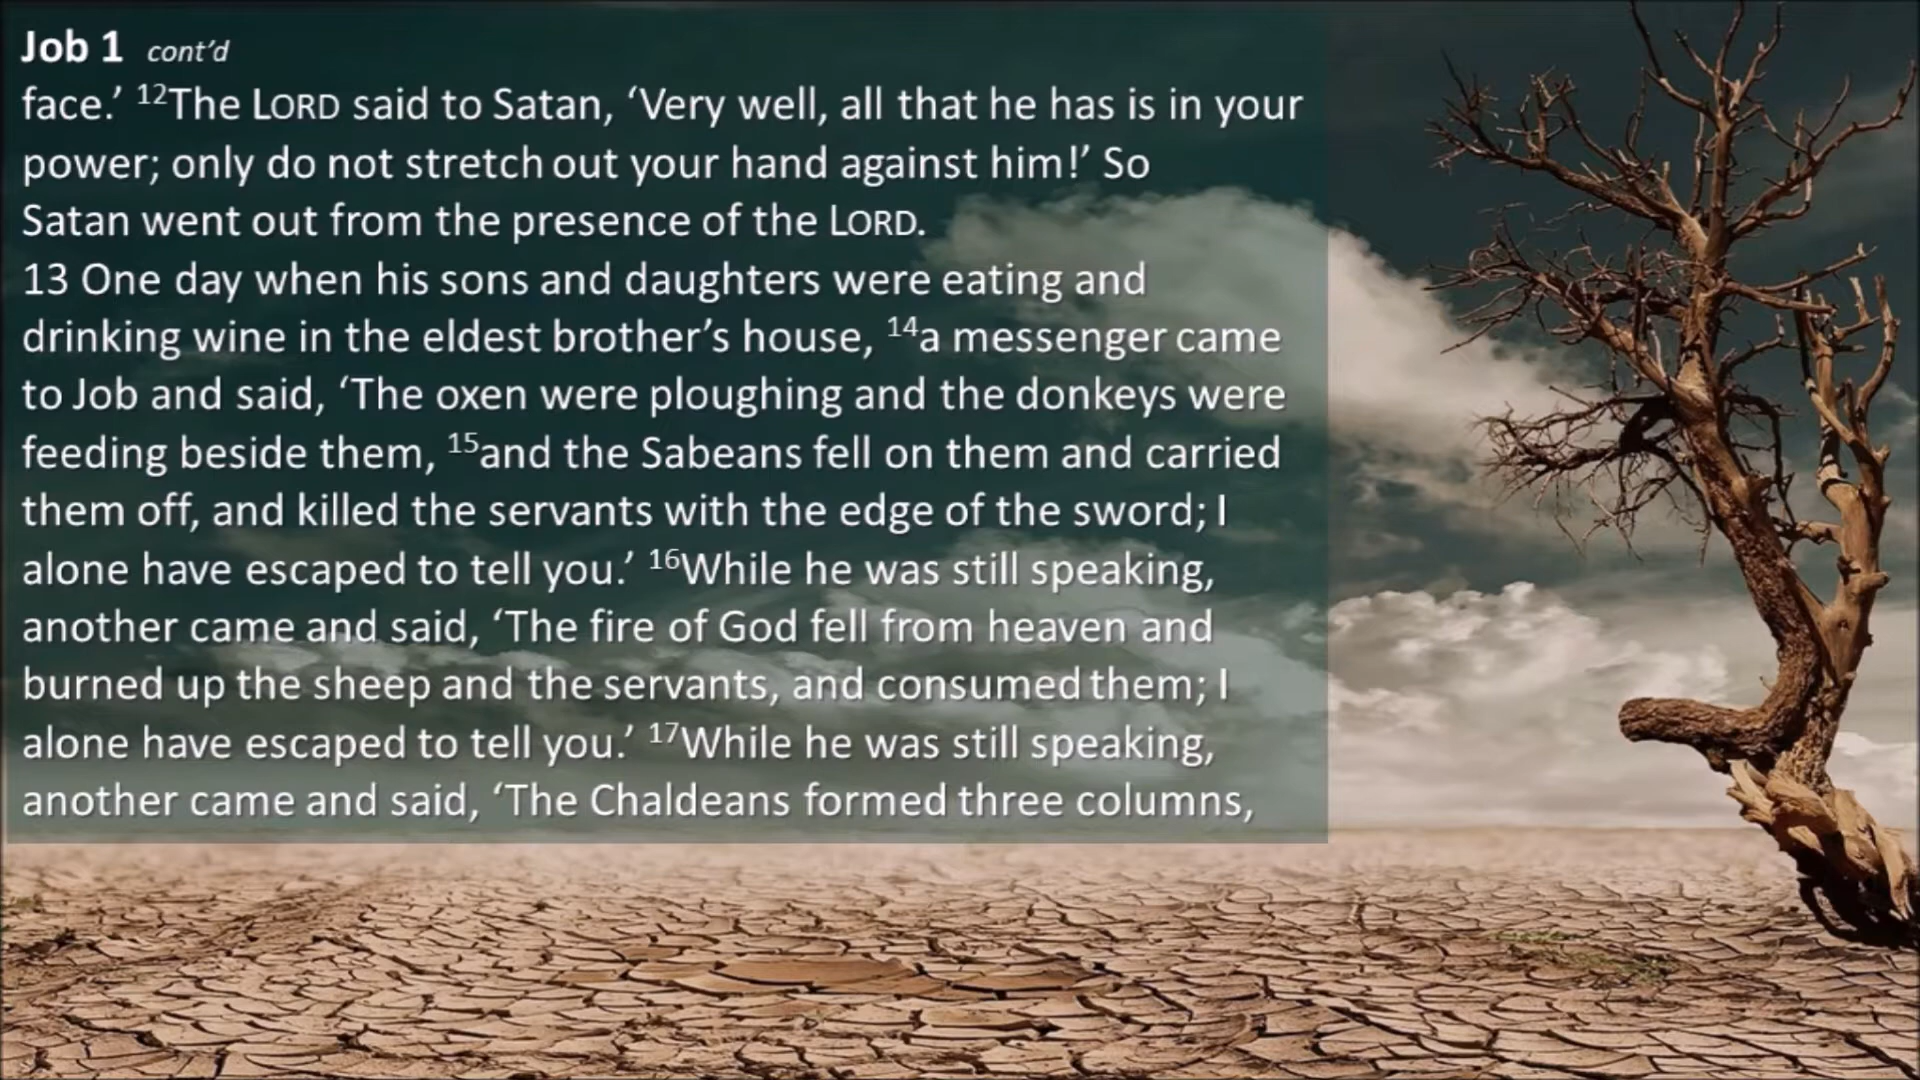 Job 1 cont’d
face.’ ¹²The LORD said to Satan, ‘Very well, all that he has is in your
power; only do not stretch out your hand against him!’ So
Satan went out from the presence of the LORD.
13 One day when his sons and daughters were eating and
drinking wine in the eldest brother’s house, ¹⁴a messenger came
to Job and said, ‘The oxen were ploughing and the donkeys were
feeding beside them, ¹⁵and the Sabeans fell on them and carried
them off, and killed the servants with the edge of the sword; I
alone have escaped to tell you.’ ¹⁶While he was still speaking,
another came and said, ‘The fire of God fell from heaven and
burned up the sheep and the servants, and consumed them; I
alone have escaped to tell you.’ ¹⁷While he was still speaking,
another came and said, ‘The Chaldeans formed three columns,